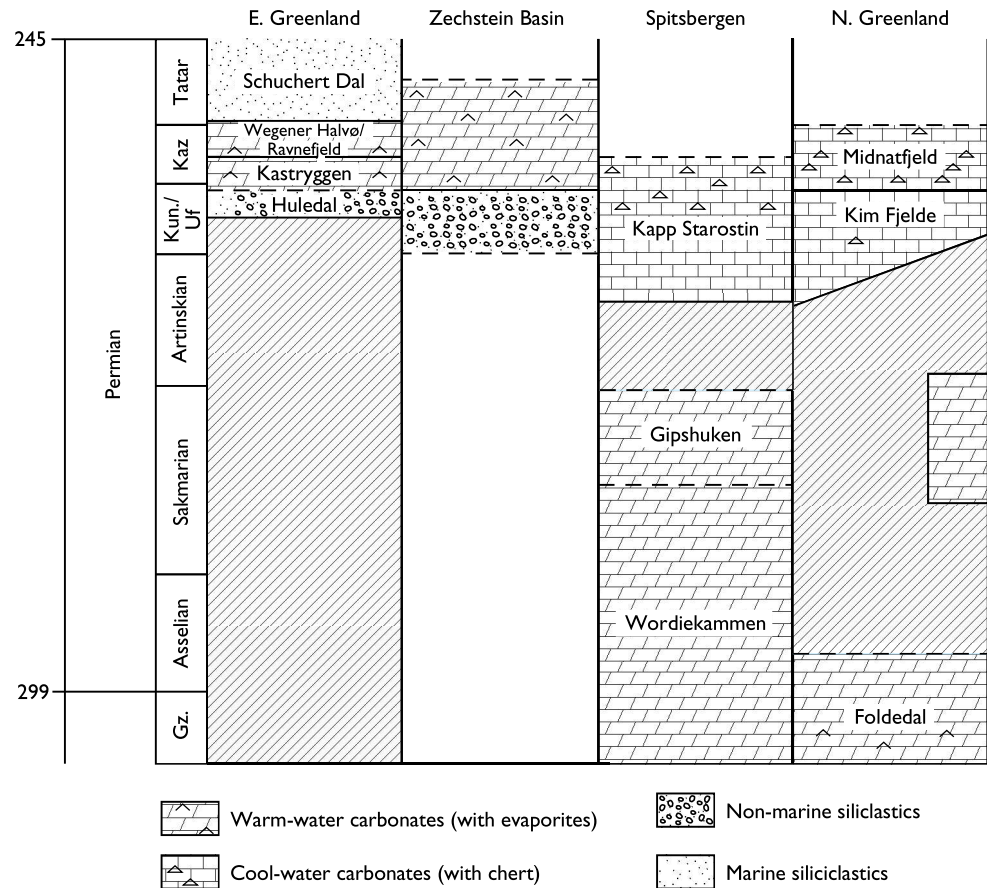 E. Greenland
Zechstein Basin
Spitsbergen
N. Greenland
245
299
Permian
Tatar
Kaz
Kun./
Uf
Artinskian
Sakmarian
Asselian
Gz.
Schuchert Dal
Wegener Halvø/
Ravnefjeld
Kastryggen
Huledal
Kapp Starostin
Gipshuken
Wordiekammen
Midnatfjeld
Kim Fjelde
Foldedal
Warm-water carbonates (with evaporites)
Non-marine siliclastics
Cool-water carbonates (with chert)
Marine siliciclastics